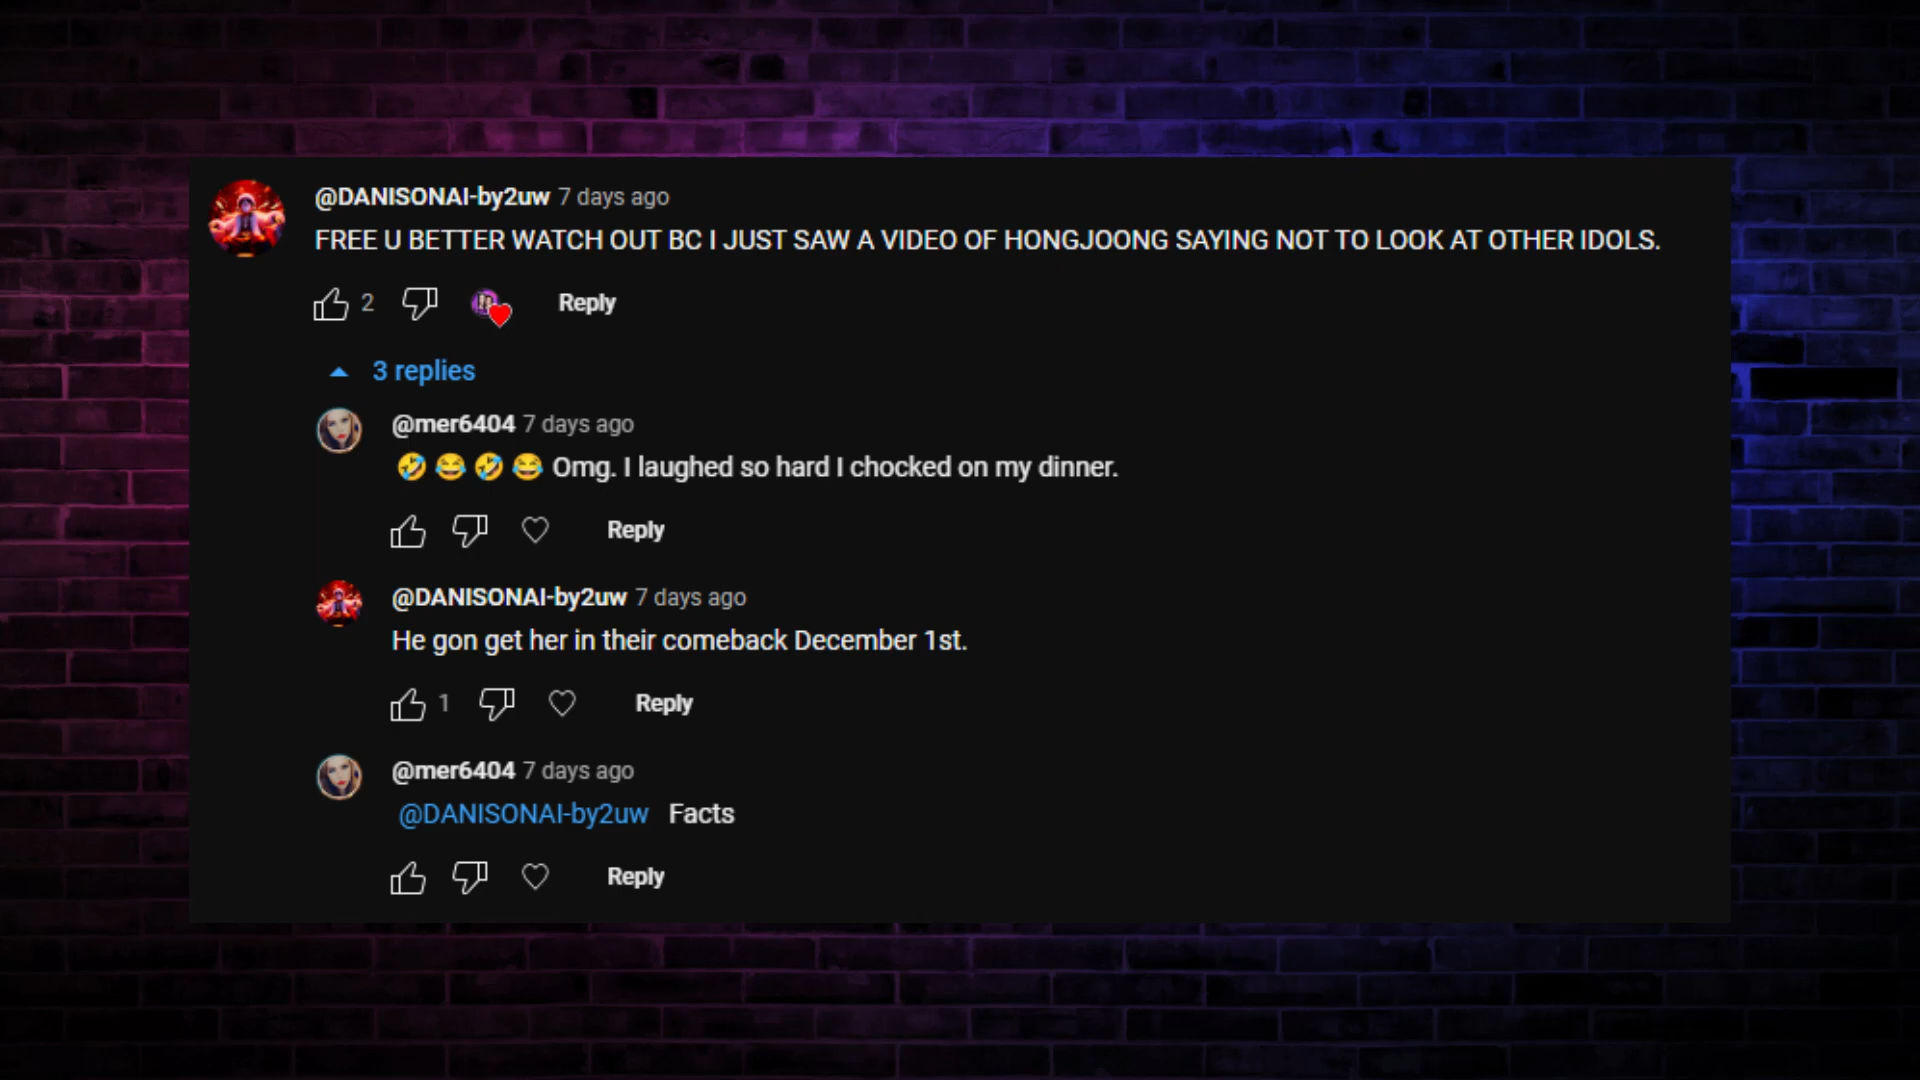 @DANISONAI-by2uw 7 days ago
FREE U BETTER WATCH OUT BC I JUST SAW A VIDEO OF HONGJOONG SAYING NOT TO LOOK AT OTHER IDOLS.
2 Reply
3 replies
@mer6404 7 days ago
🤣😂🤣😂 Omg. I laughed so hard I chocked on my dinner.
Reply
@DANISONAI-by2uw 7 days ago
He gon get her in their comeback December 1st.
1 Reply
@mer6404 7 days ago
@DANISONAI-by2uw Facts
Reply